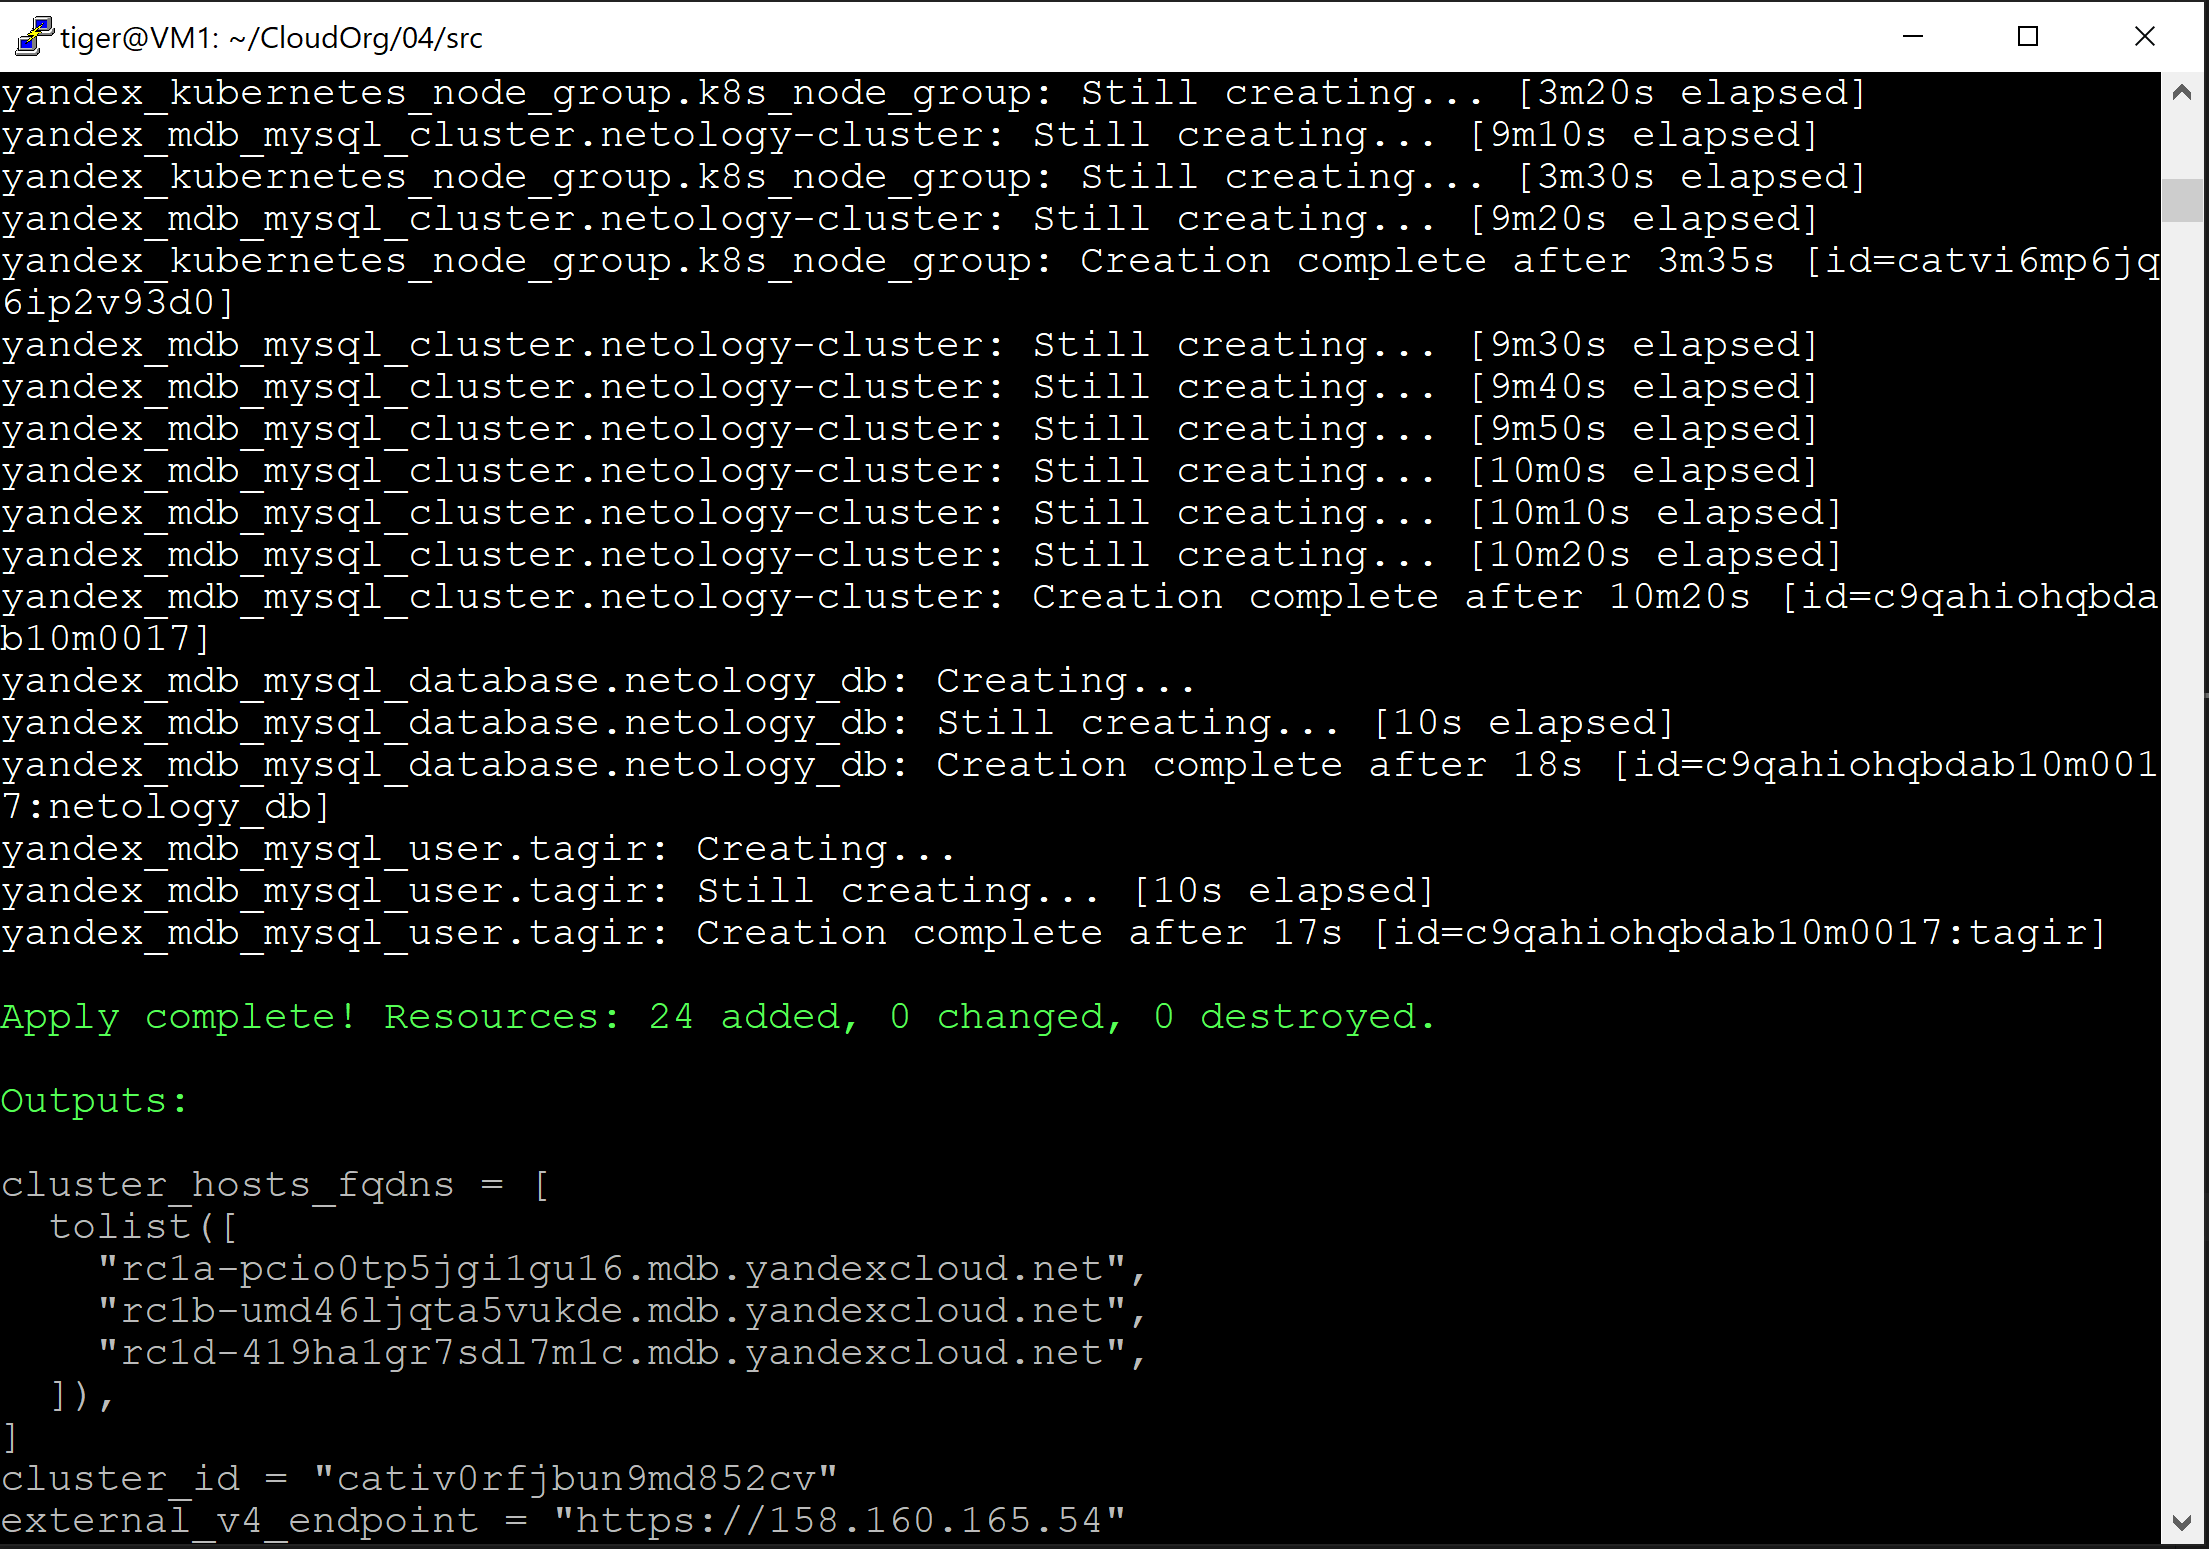 tiger@VM1: ~/CloudOrg/04/src
yandex_kubernetes_node_group.k8s_node_group: Still creating... [3m20s elapsed]
yandex_mdb_mysql_cluster.netology-cluster: Still creating... [9m10s elapsed]
yandex_kubernetes_node_group.k8s_node_group: Still creating... [3m30s elapsed]
yandex_mdb_mysql_cluster.netology-cluster: Still creating... [9m20s elapsed]
yandex_kubernetes_node_group.k8s_node_group: Creation complete after 3m35s [id=catvi6mp6jq
6ip2v93d0]
yandex_mdb_mysql_cluster.netology-cluster: Still creating... [9m30s elapsed]
yandex_mdb_mysql_cluster.netology-cluster: Still creating... [9m40s elapsed]
yandex_mdb_mysql_cluster.netology-cluster: Still creating... [9m50s elapsed]
yandex_mdb_mysql_cluster.netology-cluster: Still creating... [10m0s elapsed]
yandex_mdb_mysql_cluster.netology-cluster: Still creating... [10m10s elapsed]
yandex_mdb_mysql_cluster.netology-cluster: Still creating... [10m20s elapsed]
yandex_mdb_mysql_cluster.netology-cluster: Creation complete after 10m20s [id=c9qahiohqbda
b10m0017]
yandex_mdb_mysql_database.netology_db: Creating...
yandex_mdb_mysql_database.netology_db: Still creating... [10s elapsed]
yandex_mdb_mysql_database.netology_db: Creation complete after 18s [id=c9qahiohqbdab10m001
7:netology_db]
yandex_mdb_mysql_user.tagir: Creating...
yandex_mdb_mysql_user.tagir: Still creating... [10s elapsed]
yandex_mdb_mysql_user.tagir: Creation complete after 17s [id=c9qahiohqbdab10m0017:tagir]
Apply complete! Resources: 24 added, 0 changed, 0 destroyed.
Outputs:
cluster_hosts_fqdns = [
  tolist([
    "rc1a-pcio0tp5jgi1gu16.mdb.yandexcloud.net",
    "rc1b-umd46ljqta5vukde.mdb.yandexcloud.net",
    "rc1d-419ha1gr7sdl7m1c.mdb.yandexcloud.net",
  ]),
]
cluster_id = "cativ0rfjbun9md852cv"
external_v4_endpoint = "https://158.160.165.54"